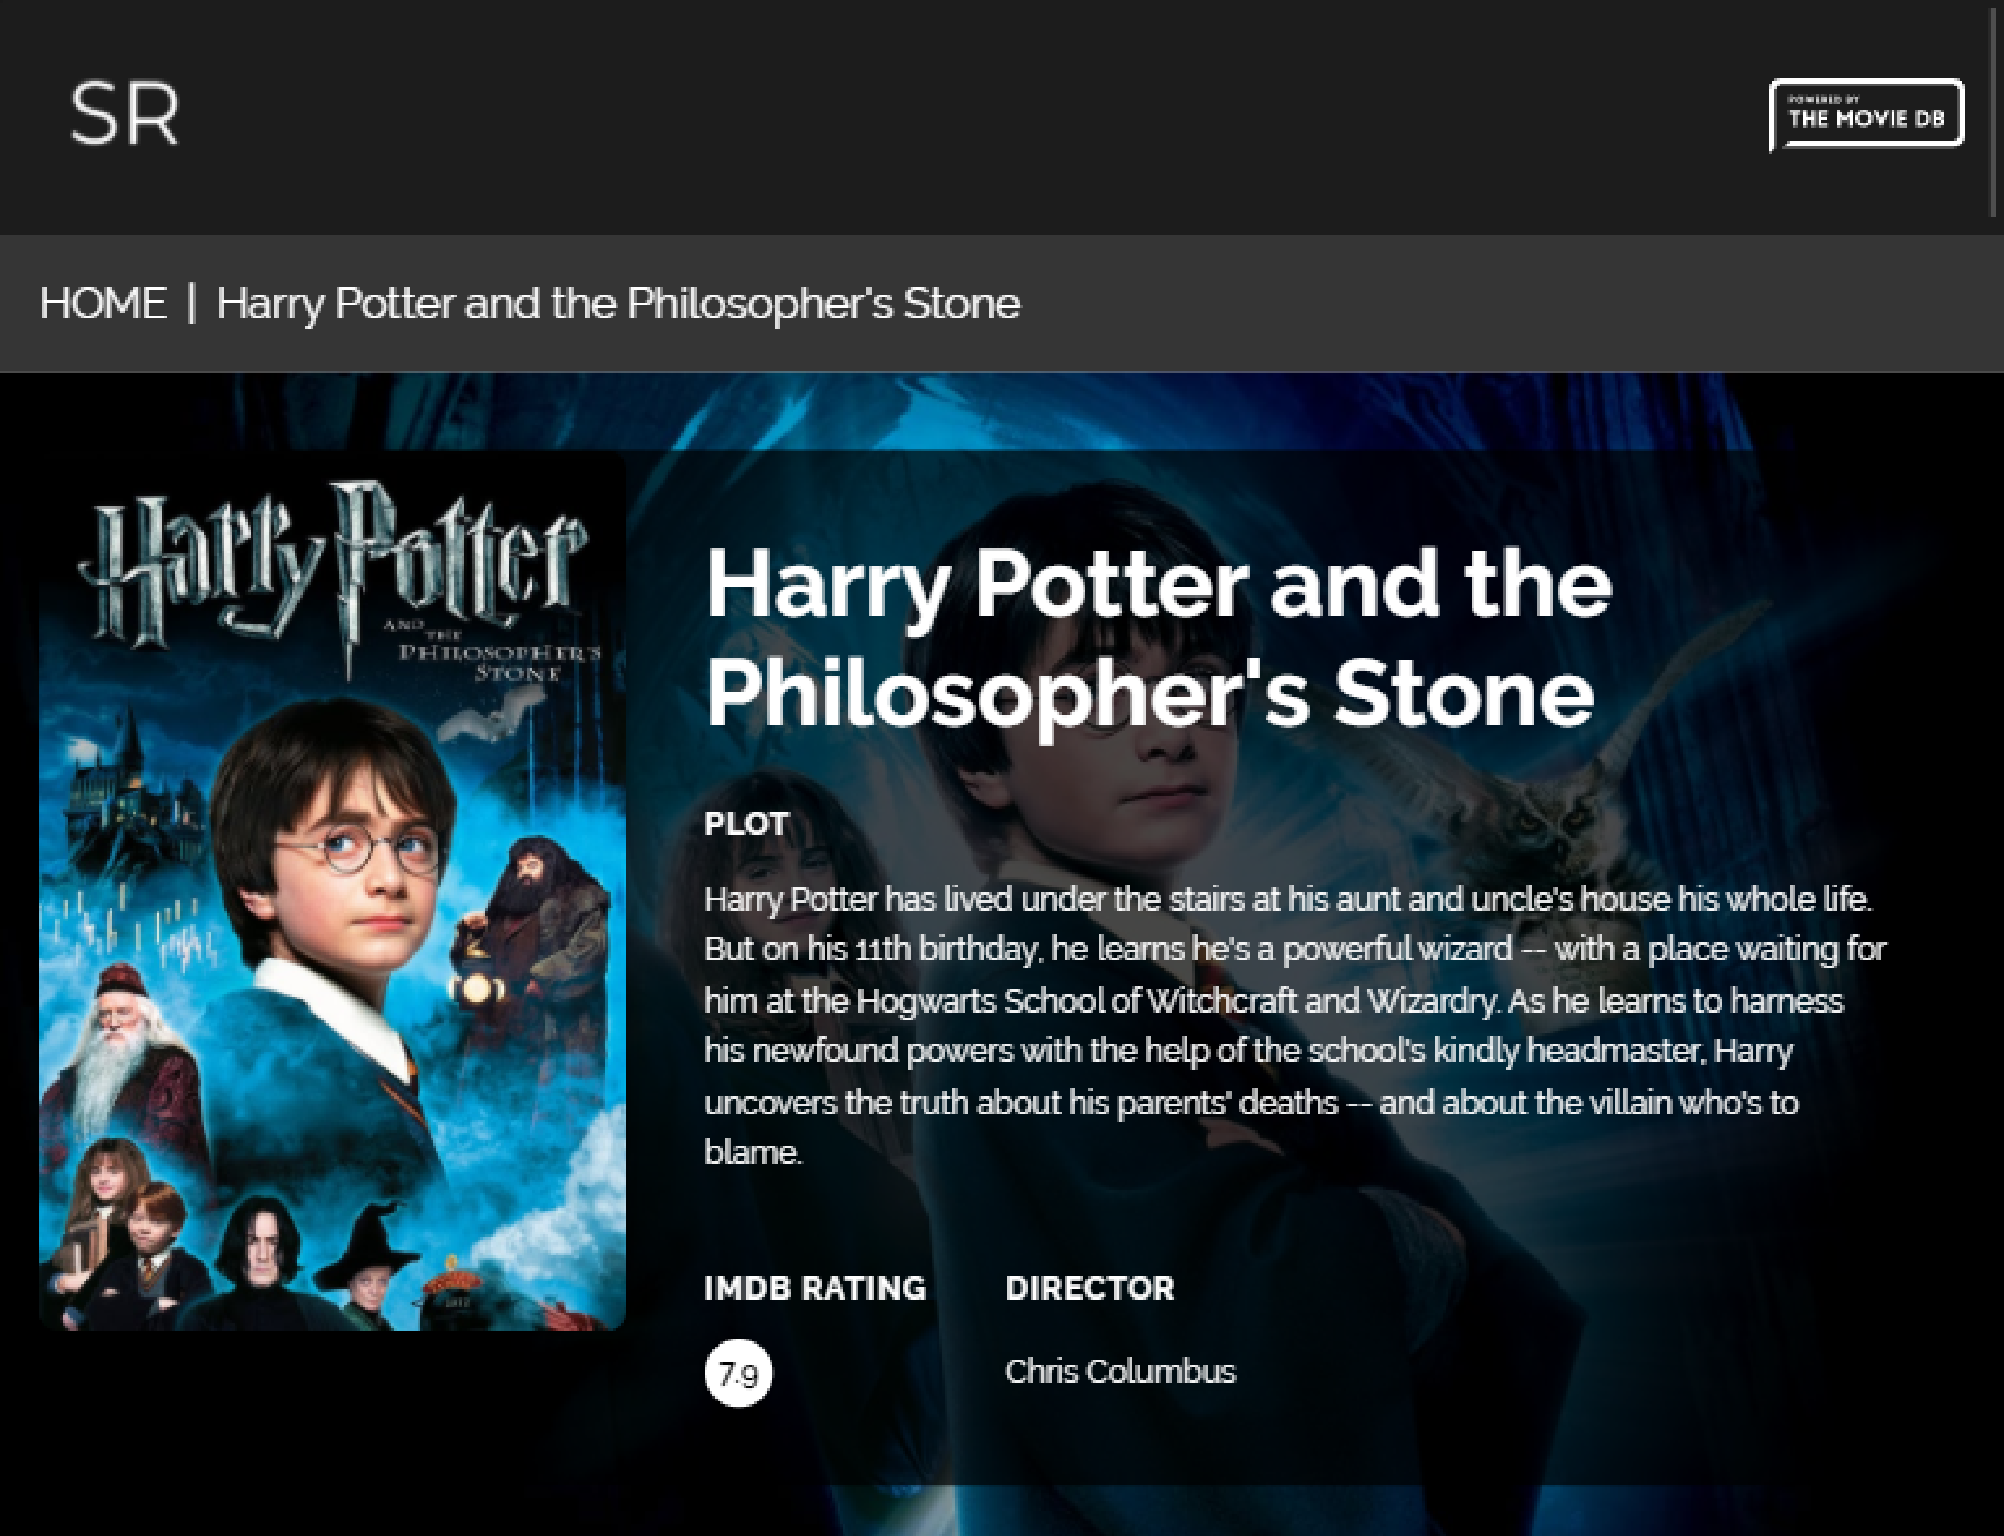 SR
POWERED BY
THE MOVIE DB
HOME | Harry Potter and the Philosopher's Stone
Harry Potter
AND
THE
PHILOSOPHER'S
STONE
Harry Potter and the
Philosopher's Stone
PLOT
Harry Potter has lived under the stairs at his aunt and uncle's house his whole life.
But on his 11th birthday, he learns he's a powerful wizard -- with a place waiting for
him at the Hogwarts School of Witchcraft and Wizardry. As he learns to harness
his newfound powers with the help of the school's kindly headmaster, Harry
uncovers the truth about his parents' deaths -- and about the villain who's to
blame.
IMDB RATING
DIRECTOR
7.9
Chris Columbus